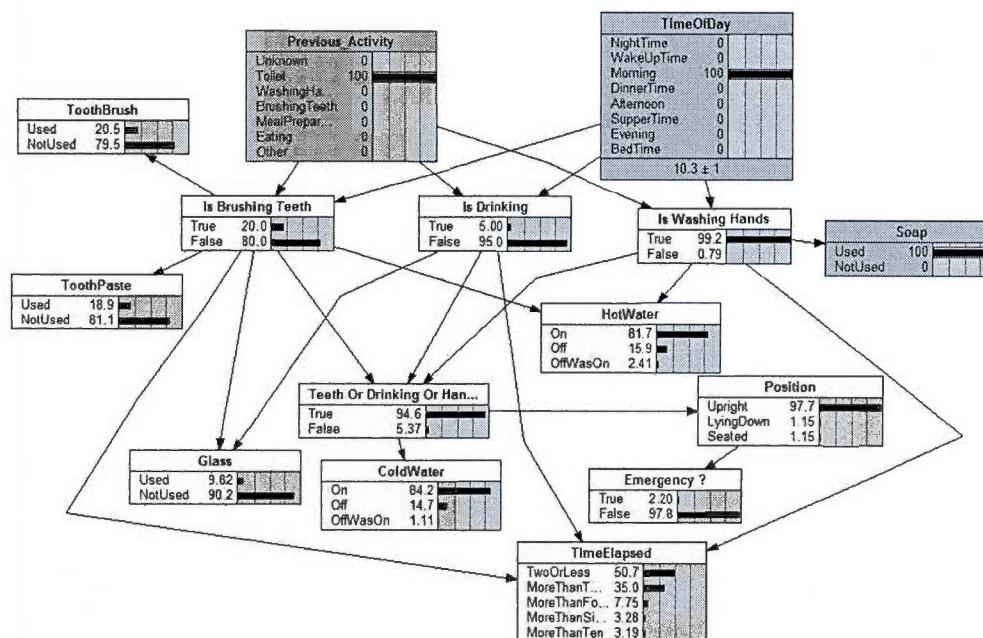 Previous_Activity
Unknown 0
Toilet 100
WashingHa... 0
BrushingTeeth 0
MealPrepar... 0
Eating 0
Other 0
TimeOfDay
NightTime 0
WakeUpTime 0
Morning 100
DinnerTime 0
Afternoon 0
SupperTime 0
Evening 0
BedTime 0
10.3 ± 1
ToothBrush
Used 20.5
NotUsed 79.5
Is Brushing Teeth
True 20.0
False 80.0
Is Drinking
True 5.00
False 95.0
Is Washing Hands
True 99.2
False 0.79
Soap
Used 100
NotUsed 0
ToothPaste
Used 18.9
NotUsed 81.1
HotWater
On 81.7
Off 15.9
OffWasOn 2.41
Teeth Or Drinking Or Han...
True 94.6
False 5.37
Position
Upright 97.7
LyingDown 1.15
Seated 1.15
Glass
Used 9.82
NotUsed 90.2
ColdWater
On 84.2
Off 14.7
OffWasOn 1.11
Emergency ?
True 2.20
False 97.8
TimeElapsed
TwoOrLess 50.7
MoreThanT... 35.0
MoreThanFo... 7.75
MoreThanSi... 3.28
MoreThanTen 3.19